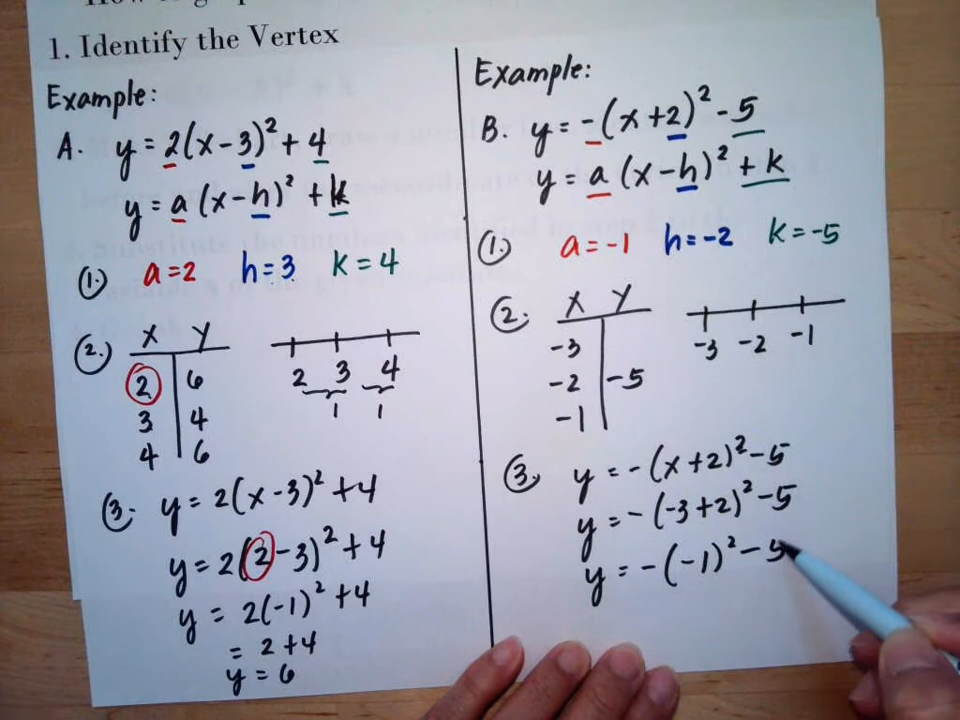 1. Identify the Vertex
Example:
A. y = 2(x-3)² + 4
y = a(x-h)² + k
①. a=2 h=3 k=4
②. X Y
2 6
3 4
4 6
2 3 4
1 1
③. y = 2(x-3)² + 4
y = 2(2-3)² + 4
y = 2(-1)² + 4
= 2+4
y = 6
Example:
B. y = -(x+2)² - 5
y = a(x-h)² + k
①. a=-1 h=-2 k=-5
②. X Y
-3
-2 -5
-1
-3 -2 -1
③. y = -(x+2)² - 5
y = -(-3+2)² - 5
y = -(-1)² - 5